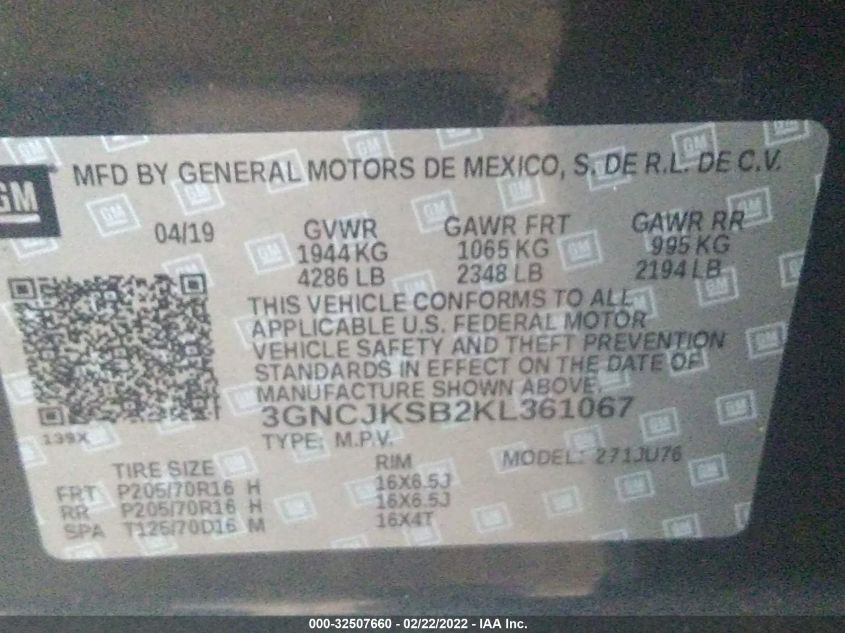 GM
MFD BY GENERAL MOTORS DE MEXICO, S. DE R.L. DE C.V.
04/19 GVWR GAWR FRT GAWR RR
1944 KG 1065 KG 995 KG
4286 LB 2348 LB 2194 LB
THIS VEHICLE CONFORMS TO ALL
APPLICABLE U.S. FEDERAL MOTOR
VEHICLE SAFETY AND THEFT PREVENTION
STANDARDS IN EFFECT ON THE DATE OF
MANUFACTURE SHOWN ABOVE.
3GNCJKSB2KL361067
139X
TYPE: M.P.V.
MODEL: 271JU76
TIRE SIZE RIM
FRT P205/70R16 H 16X6.5J
RR P205/70R16 H 16X6.5J
SPA T125/70D16 M 16X4T
000-32507660 - 02/22/2022 - IAA Inc.